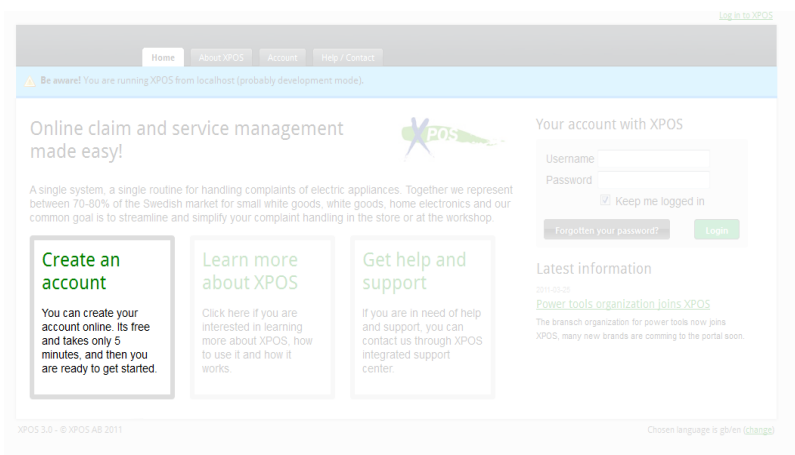 Log in to XPOS
Home
About XPOS
Account
Help / Contact
Be aware! You are running XPOS from localhost (probably development mode).
Online claim and service management
made easy!
XPOS
A single system, a single routine for handling complaints of electric appliances. Together we represent
between 70-80% of the Swedish market for small white goods, white goods, home electronics and our
common goal is to streamline and simplify your complaint handling in the store or at the workshop.
Create an
account
You can create your
account online. Its free
and takes only 5
minutes, and then you
are ready to get started.
Learn more
about XPOS
Click here if you are
interested in learning
more about XPOS, how
to use it and how it
works.
Get help and
support
If you are in need of help
and support, you can
contact us through XPOS
integrated support
center.
Your account with XPOS
Username
Password
Keep me logged in
Forgotten your password?
Login
Latest information
Power tools organization joins XPOS
The bransch organization for power tools now joins
XPOS, many new brands are comming to the portal soon.
XPOS 3.0 - © XPOS AB 2011
Chosen language is gb/en (change)